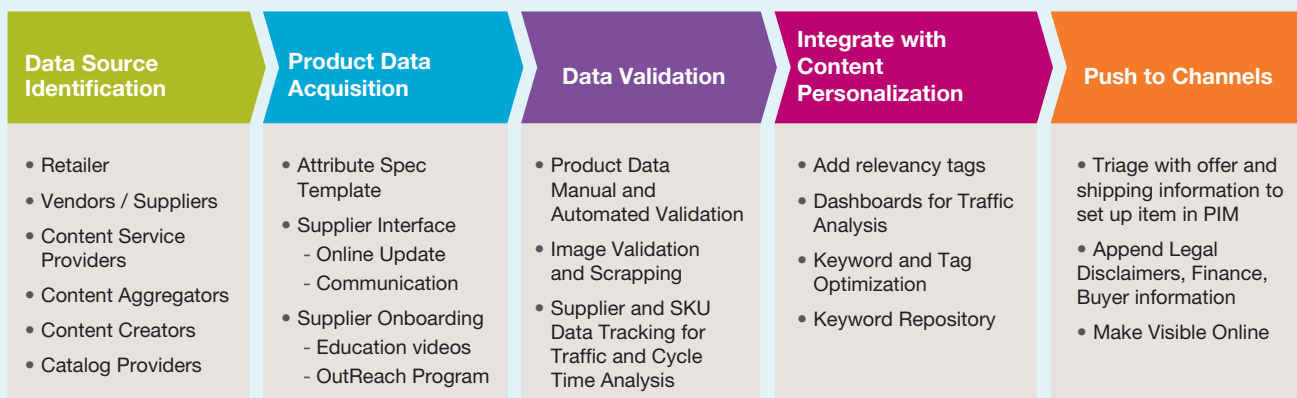 Data Source
Identification
• Retailer
• Vendors / Suppliers
• Content Service
Providers
• Content Aggregators
• Content Creators
• Catalog Providers
Product Data
Acquisition
• Attribute Spec
Template
• Supplier Interface
- Online Update
- Communication
• Supplier Onboarding
- Education videos
- OutReach Program
Data Validation
• Product Data
Manual and
Automated Validation
• Image Validation
and Scrapping
• Supplier and SKU
Data Tracking for
Traffic and Cycle
Time Analysis
Integrate with
Content
Personalization
• Add relevancy tags
• Dashboards for Traffic
Analysis
• Keyword and Tag
Optimization
• Keyword Repository
Push to Channels
• Triage with offer and
shipping information to
set up item in PIM
• Append Legal
Disclaimers, Finance,
Buyer information
• Make Visible Online